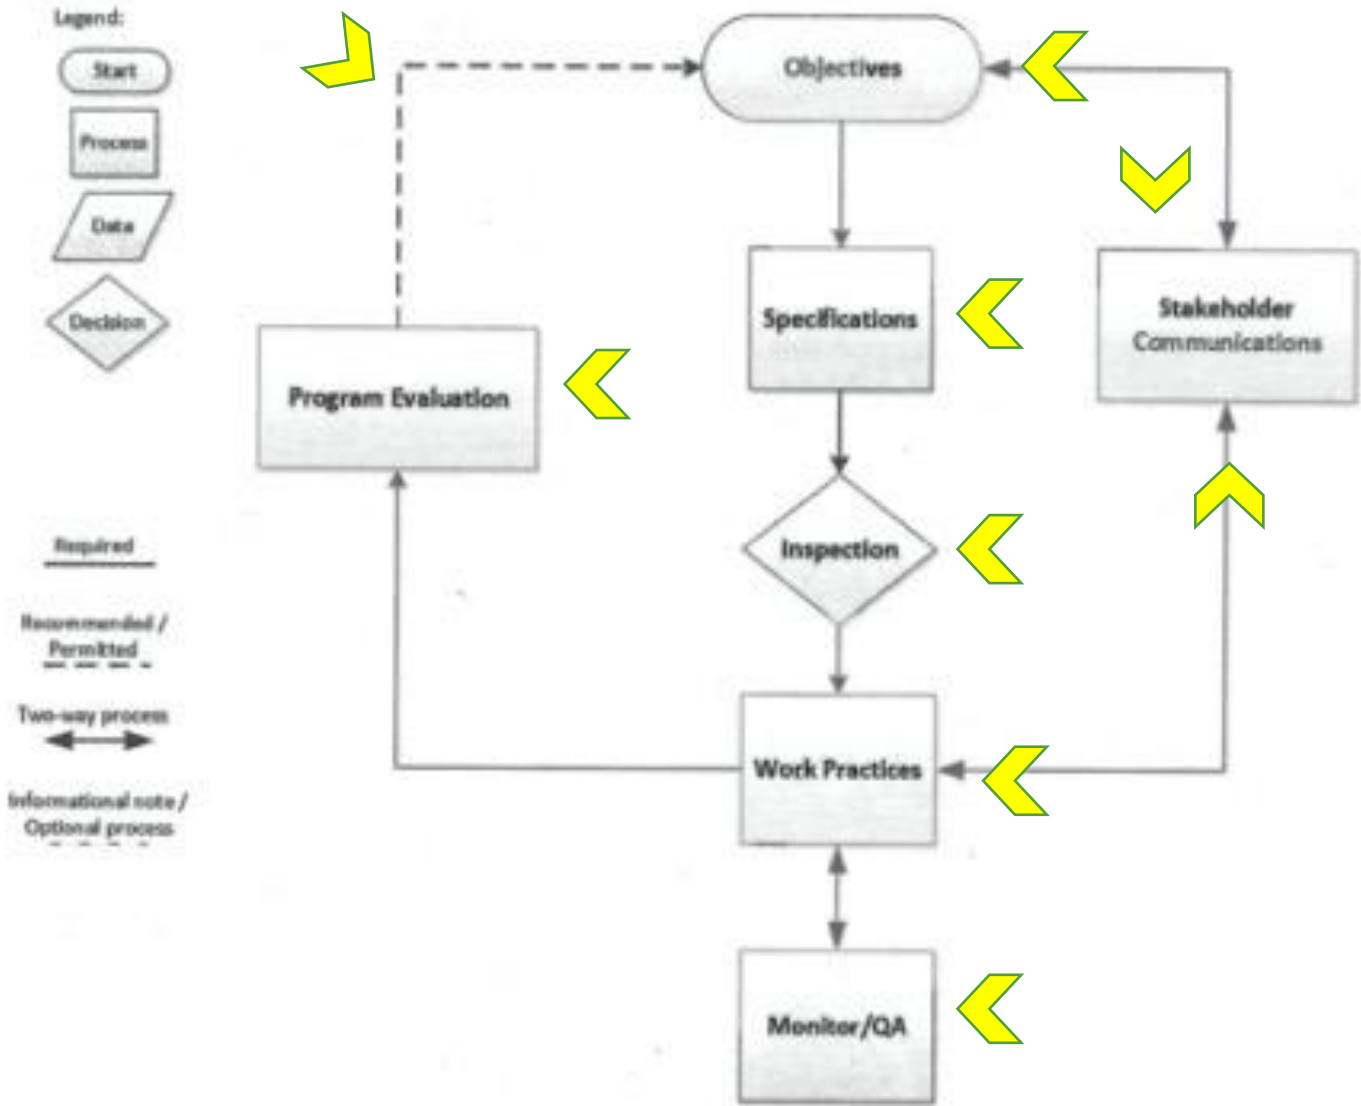 Legend:
Start
Process
Data
Decision
Required
Recommended /
Permitted
Two-way process
Informational note /
Optional process
Objectives
Specifications
Stakeholder
Communications
Program Evaluation
Inspection
Work Practices
Monitor/QA